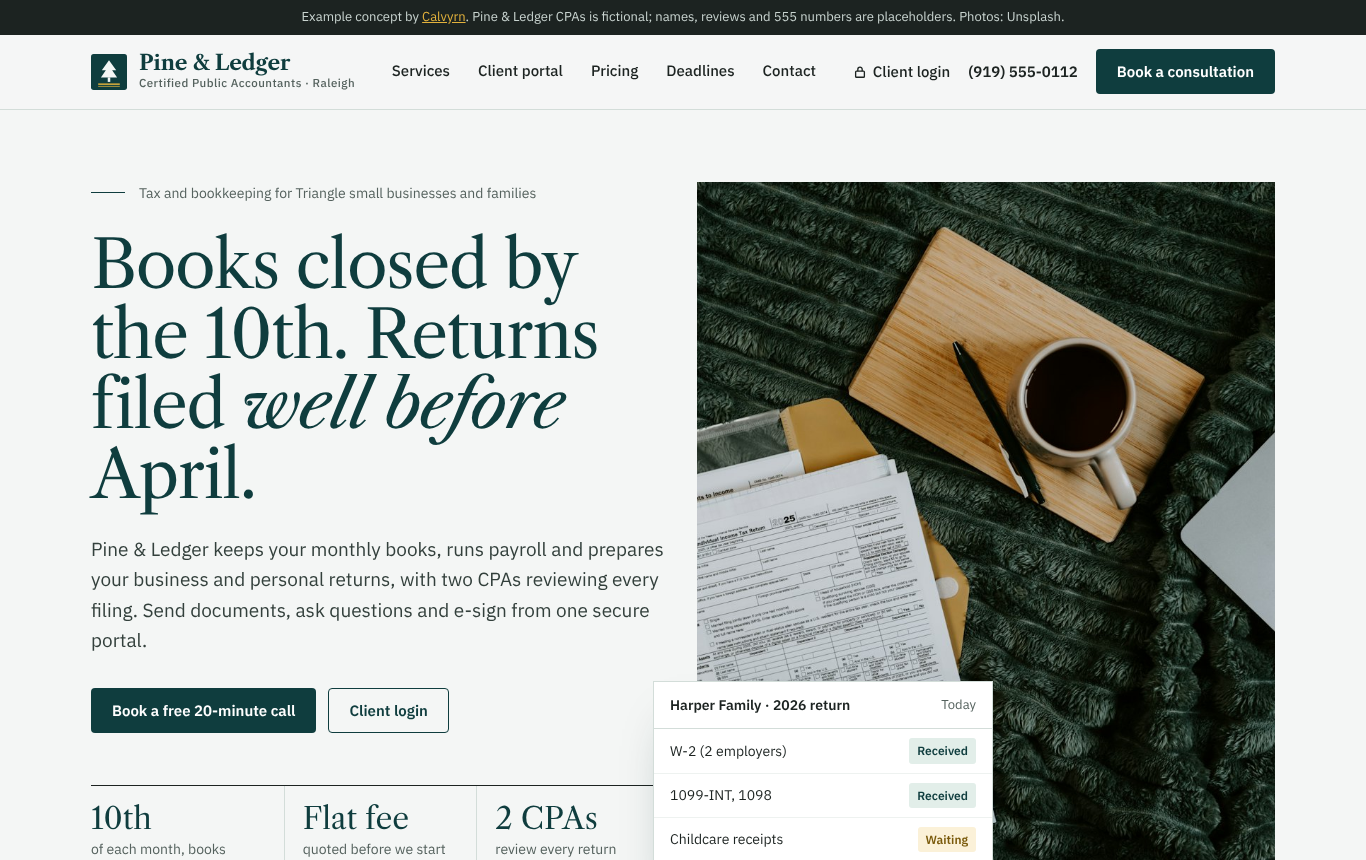 Example concept by Calvyrn. Pine & Ledger CPAs is fictional; names, reviews and 555 numbers are placeholders. Photos: Unsplash.
Pine & Ledger
Certified Public Accountants · Raleigh
Services
Client portal
Pricing
Deadlines
Contact
Client login
(919) 555-0112
Book a consultation
Tax and bookkeeping for Triangle small businesses and families
Books closed by
the 10th. Returns
filed well before
April.
Pine & Ledger keeps your monthly books, runs payroll and prepares
your business and personal returns, with two CPAs reviewing every
filing. Send documents, ask questions and e-sign from one secure
portal.
Book a free 20-minute call
Client login
10th
of each month, books
Flat fee
quoted before we start
2 CPAs
review every return
2025
Harper Family · 2026 return
Today
W-2 (2 employers)
Received
1099-INT, 1098
Received
Childcare receipts
Waiting